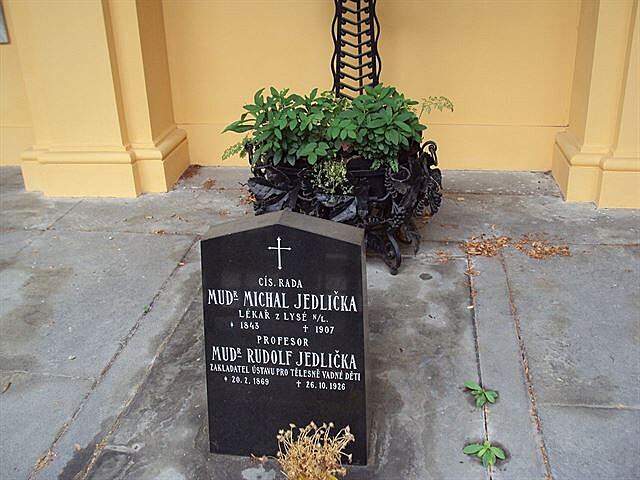 CÍS. RADA
MUDR MICHAL JEDLIČKA
LÉKAŘ Z LYSÉ N/L.
* 1843 † 1907
PROFESOR
MUDR RUDOLF JEDLIČKA
ZAKLADATEL ÚSTAVU PRO TĚLESNĚ VADNÉ DĚTI
* 20. 2. 1869 † 26. 10. 1926